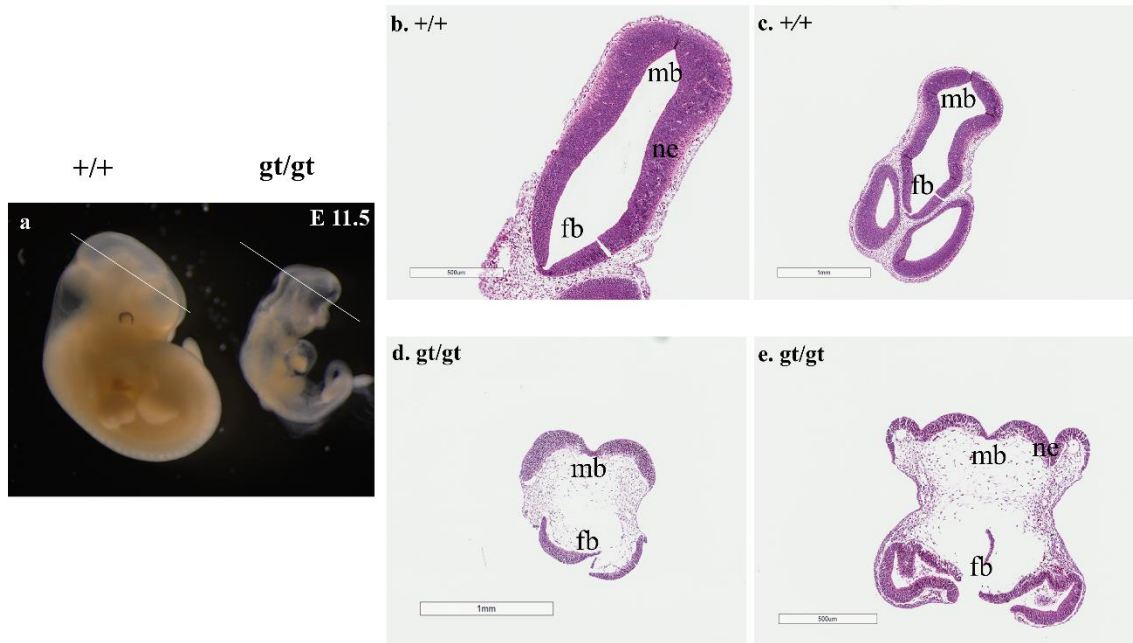 +/+ gt/gt
a E 11.5
b. +/+
mb
ne
fb
500um
c. +/+
mb
fb
1mm
d. gt/gt
mb
fb
1mm
e. gt/gt
mb
ne
fb
500um